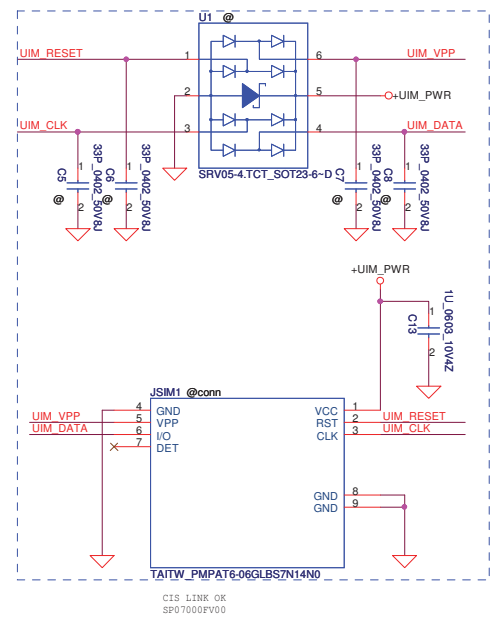 U1 @
UIM_RESET 1 6 UIM_VPP
2 5 +UIM_PWR
UIM_CLK 3 4 UIM_DATA
SRV05-4.TCT_SOT23-6~D
1 2 C5 33P_0402_50V8J @
1 2 C6 33P_0402_50V8J
1 2 C7 33P_0402_50V8J @
1 2 C8 33P_0402_50V8J @
+UIM_PWR
1 2 C13 1U_0603_10V4Z
JSIM1 @conn
4 GND VCC 1
UIM_VPP 5 VPP RST 2 UIM_RESET
UIM_DATA 6 I/O CLK 3 UIM_CLK
7 DET
GND 8
GND 9
TAITW_PMPAT6-06GLBS7N14N0
CIS LINK OK
SP07000FV00